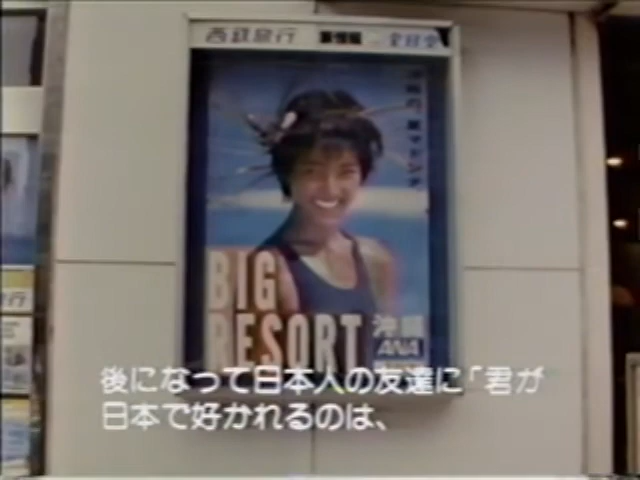 西鉄旅行
BIG
RESORT
沖縄
ANA
後になって日本人の友達に「君が
日本で好かれるのは、